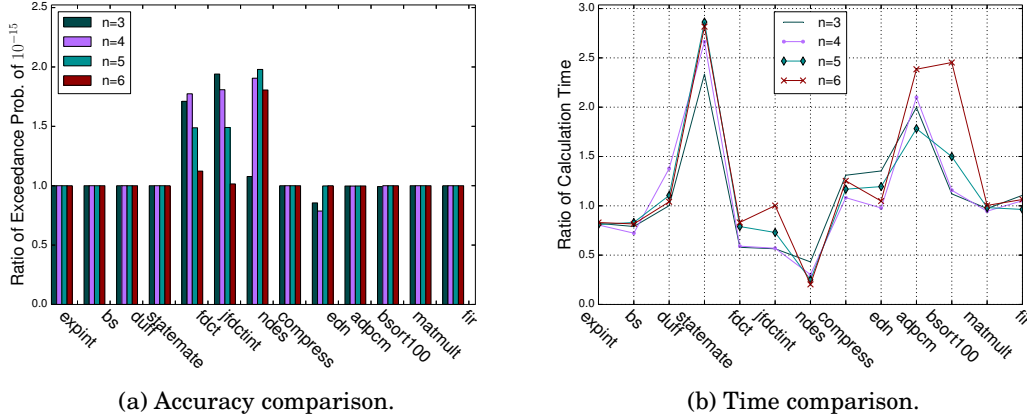 2.5
2.0
1.5
1.0
0.5
0.0
Ratio of Exceedance Prob. of 10^-15
n=3
n=4
n=5
n=6
expint
bs
duff
statemate
fdct
jfdctint
ndes
compress
edn
adpcm
bsort100
matmult
fir
(a) Accuracy comparison.
3.0
2.5
2.0
1.5
1.0
0.5
0.0
Ratio of Calculation Time
n=3
n=4
n=5
n=6
expint
bs
duff
statemate
fdct
jfdctint
ndes
compress
edn
adpcm
bsort100
matmult
fir
(b) Time comparison.